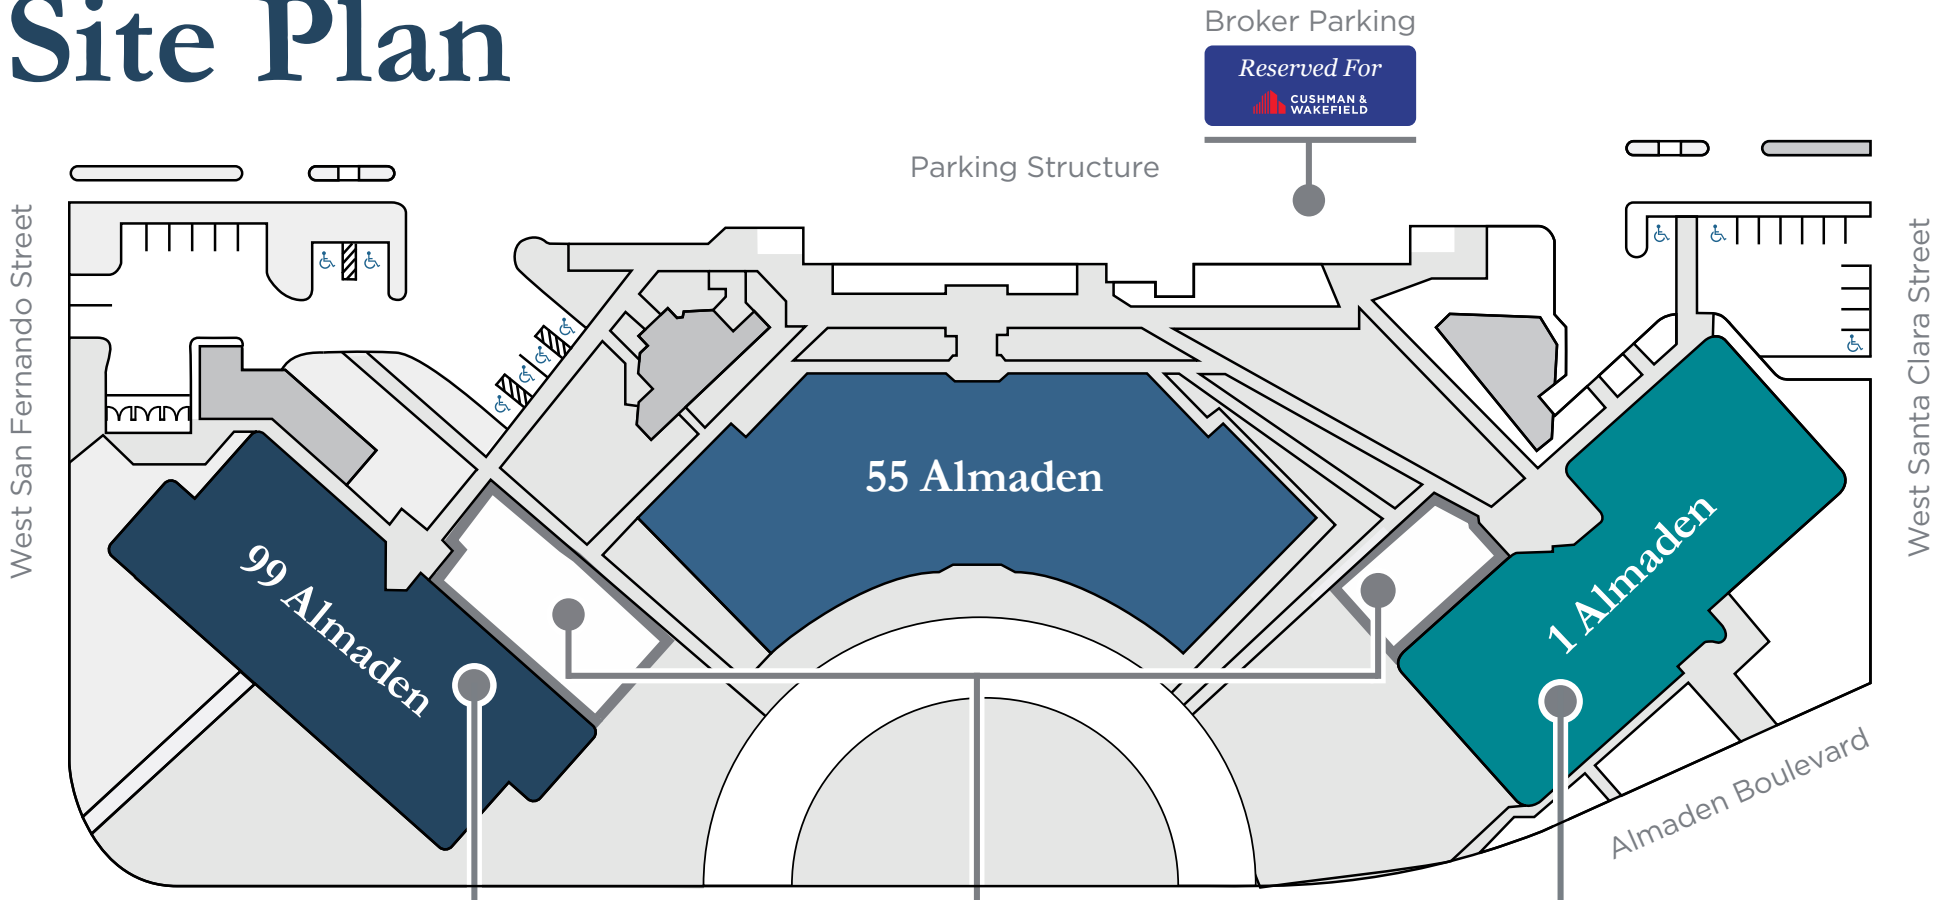 Site Plan
Broker Parking
Reserved For
CUSHMAN &
WAKEFIELD
Parking Structure
West San Fernando Street
West Santa Clara Street
55 Almaden
99 Almaden
1 Almaden
Almaden Boulevard